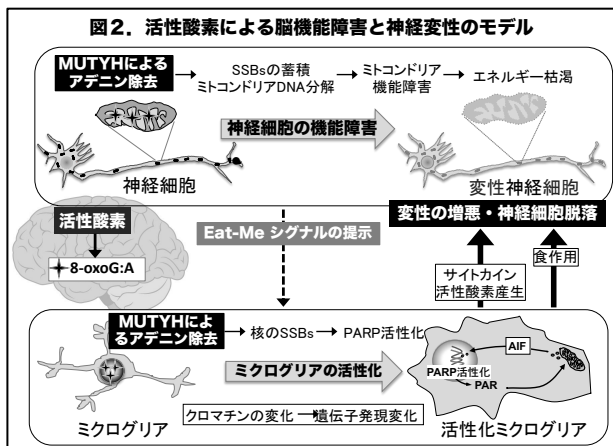 図2．活性酸素による脳機能障害と神経変性のモデル
MUTYHによる
アデニン除去
SSBsの蓄積
ミトコンドリアDNA分解
ミトコンドリア
機能障害
エネルギー枯渇
神経細胞の機能障害
神経細胞
変性神経細胞
活性酸素
8-oxoG:A
Eat-Me シグナルの提示
変性の増悪・神経細胞脱落
サイトカイン
活性酸素産生
食作用
MUTYHによ
るアデニン除去
核のSSBs
PARP活性化
ミクログリアの活性化
クロマチンの変化
遺伝子発現変化
ミクログリア
AIF
PARP活性化
PAR
活性化ミクログリア